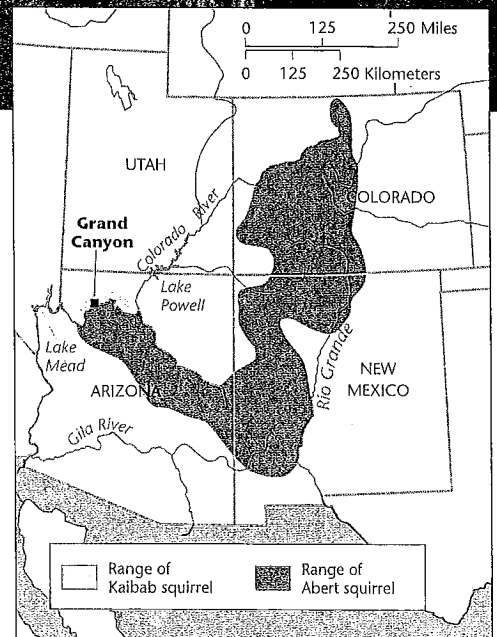 0 125 250 Miles
0 125 250 Kilometers
UTAH
COLORADO
Grand
Canyon
Colorado River
Lake
Powell
Lake
Mead
ARIZONA
Rio Grande
NEW
MEXICO
Gila River
Range of
Kaibab squirrel
Range of
Abert squirrel